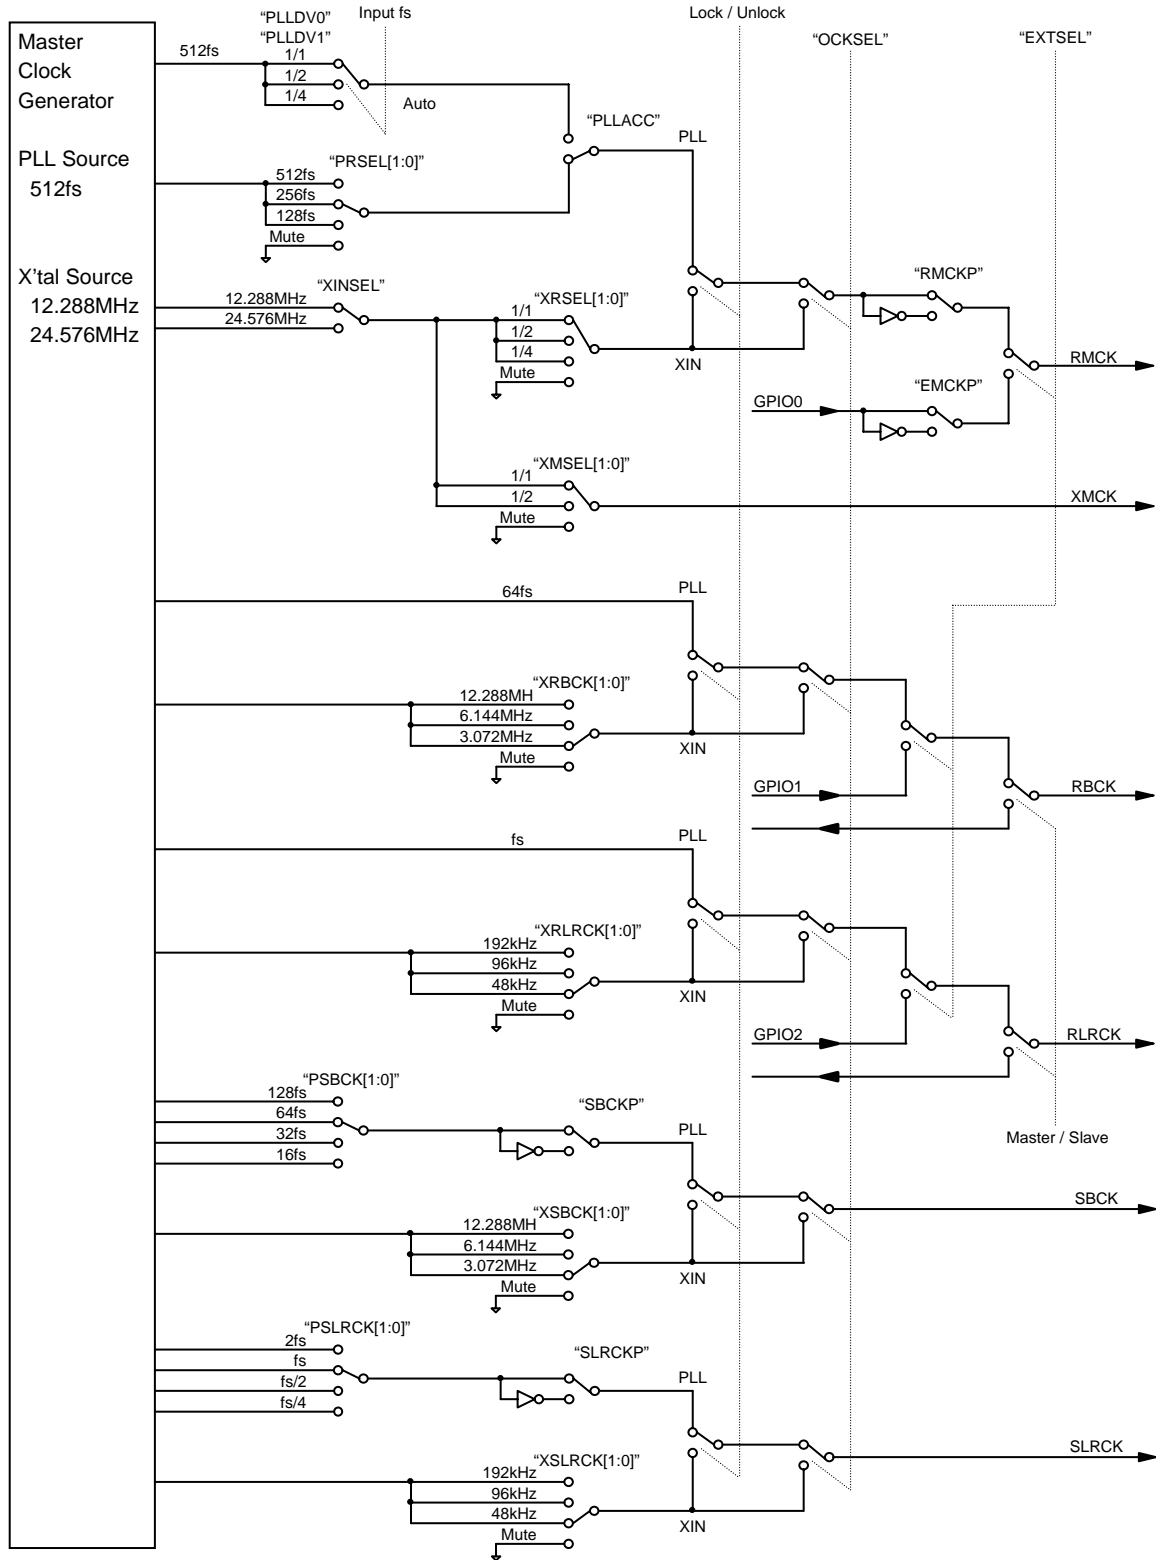 Master
Clock
Generator
PLL Source
512fs
X'tal Source
12.288MHz
24.576MHz
“PLLDV0”
“PLLDV1”
Input fs
Lock / Unlock
“OCKSEL”
“EXTSEL”
512fs
1/1
1/2
1/4
Auto
“PLLACC”
PLL
“PRSEL[1:0]”
512fs
256fs
128fs
Mute
“XINSEL”
12.288MHz
24.576MHz
“XRSEL[1:0]”
1/1
1/2
1/4
Mute
XIN
“RMCKP”
RMCK
“EMCKP”
GPIO0
“XMSEL[1:0]”
1/1
1/2
Mute
XMCK
64fs
PLL
“XRBCK[1:0]”
12.288MH
6.144MHz
3.072MHz
Mute
XIN
GPIO1
RBCK
fs
PLL
“XRLRCK[1:0]”
192kHz
96kHz
48kHz
Mute
XIN
GPIO2
RLRCK
Master / Slave
“PSBCK[1:0]”
128fs
64fs
32fs
16fs
“SBCKP”
PLL
SBCK
“XSBCK[1:0]”
12.288MH
6.144MHz
3.072MHz
Mute
XIN
“PSLRCK[1:0]”
2fs
fs
fs/2
fs/4
“SLRCKP”
PLL
SLRCK
“XSLRCK[1:0]”
192kHz
96kHz
48kHz
Mute
XIN